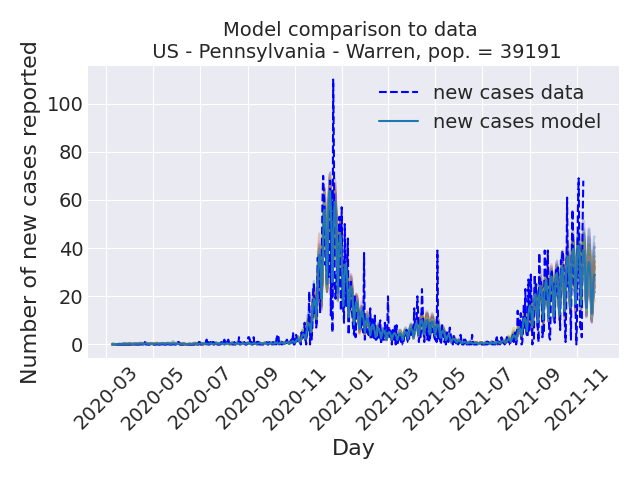 Model comparison to data
US - Pennsylvania - Warren, pop. = 39191
Number of new cases reported
100
80
60
40
20
0
new cases data
new cases model
2020-03
2020-05
2020-07
2020-09
2020-11
2021-01
2021-03
2021-05
2021-07
2021-09
2021-11
Day